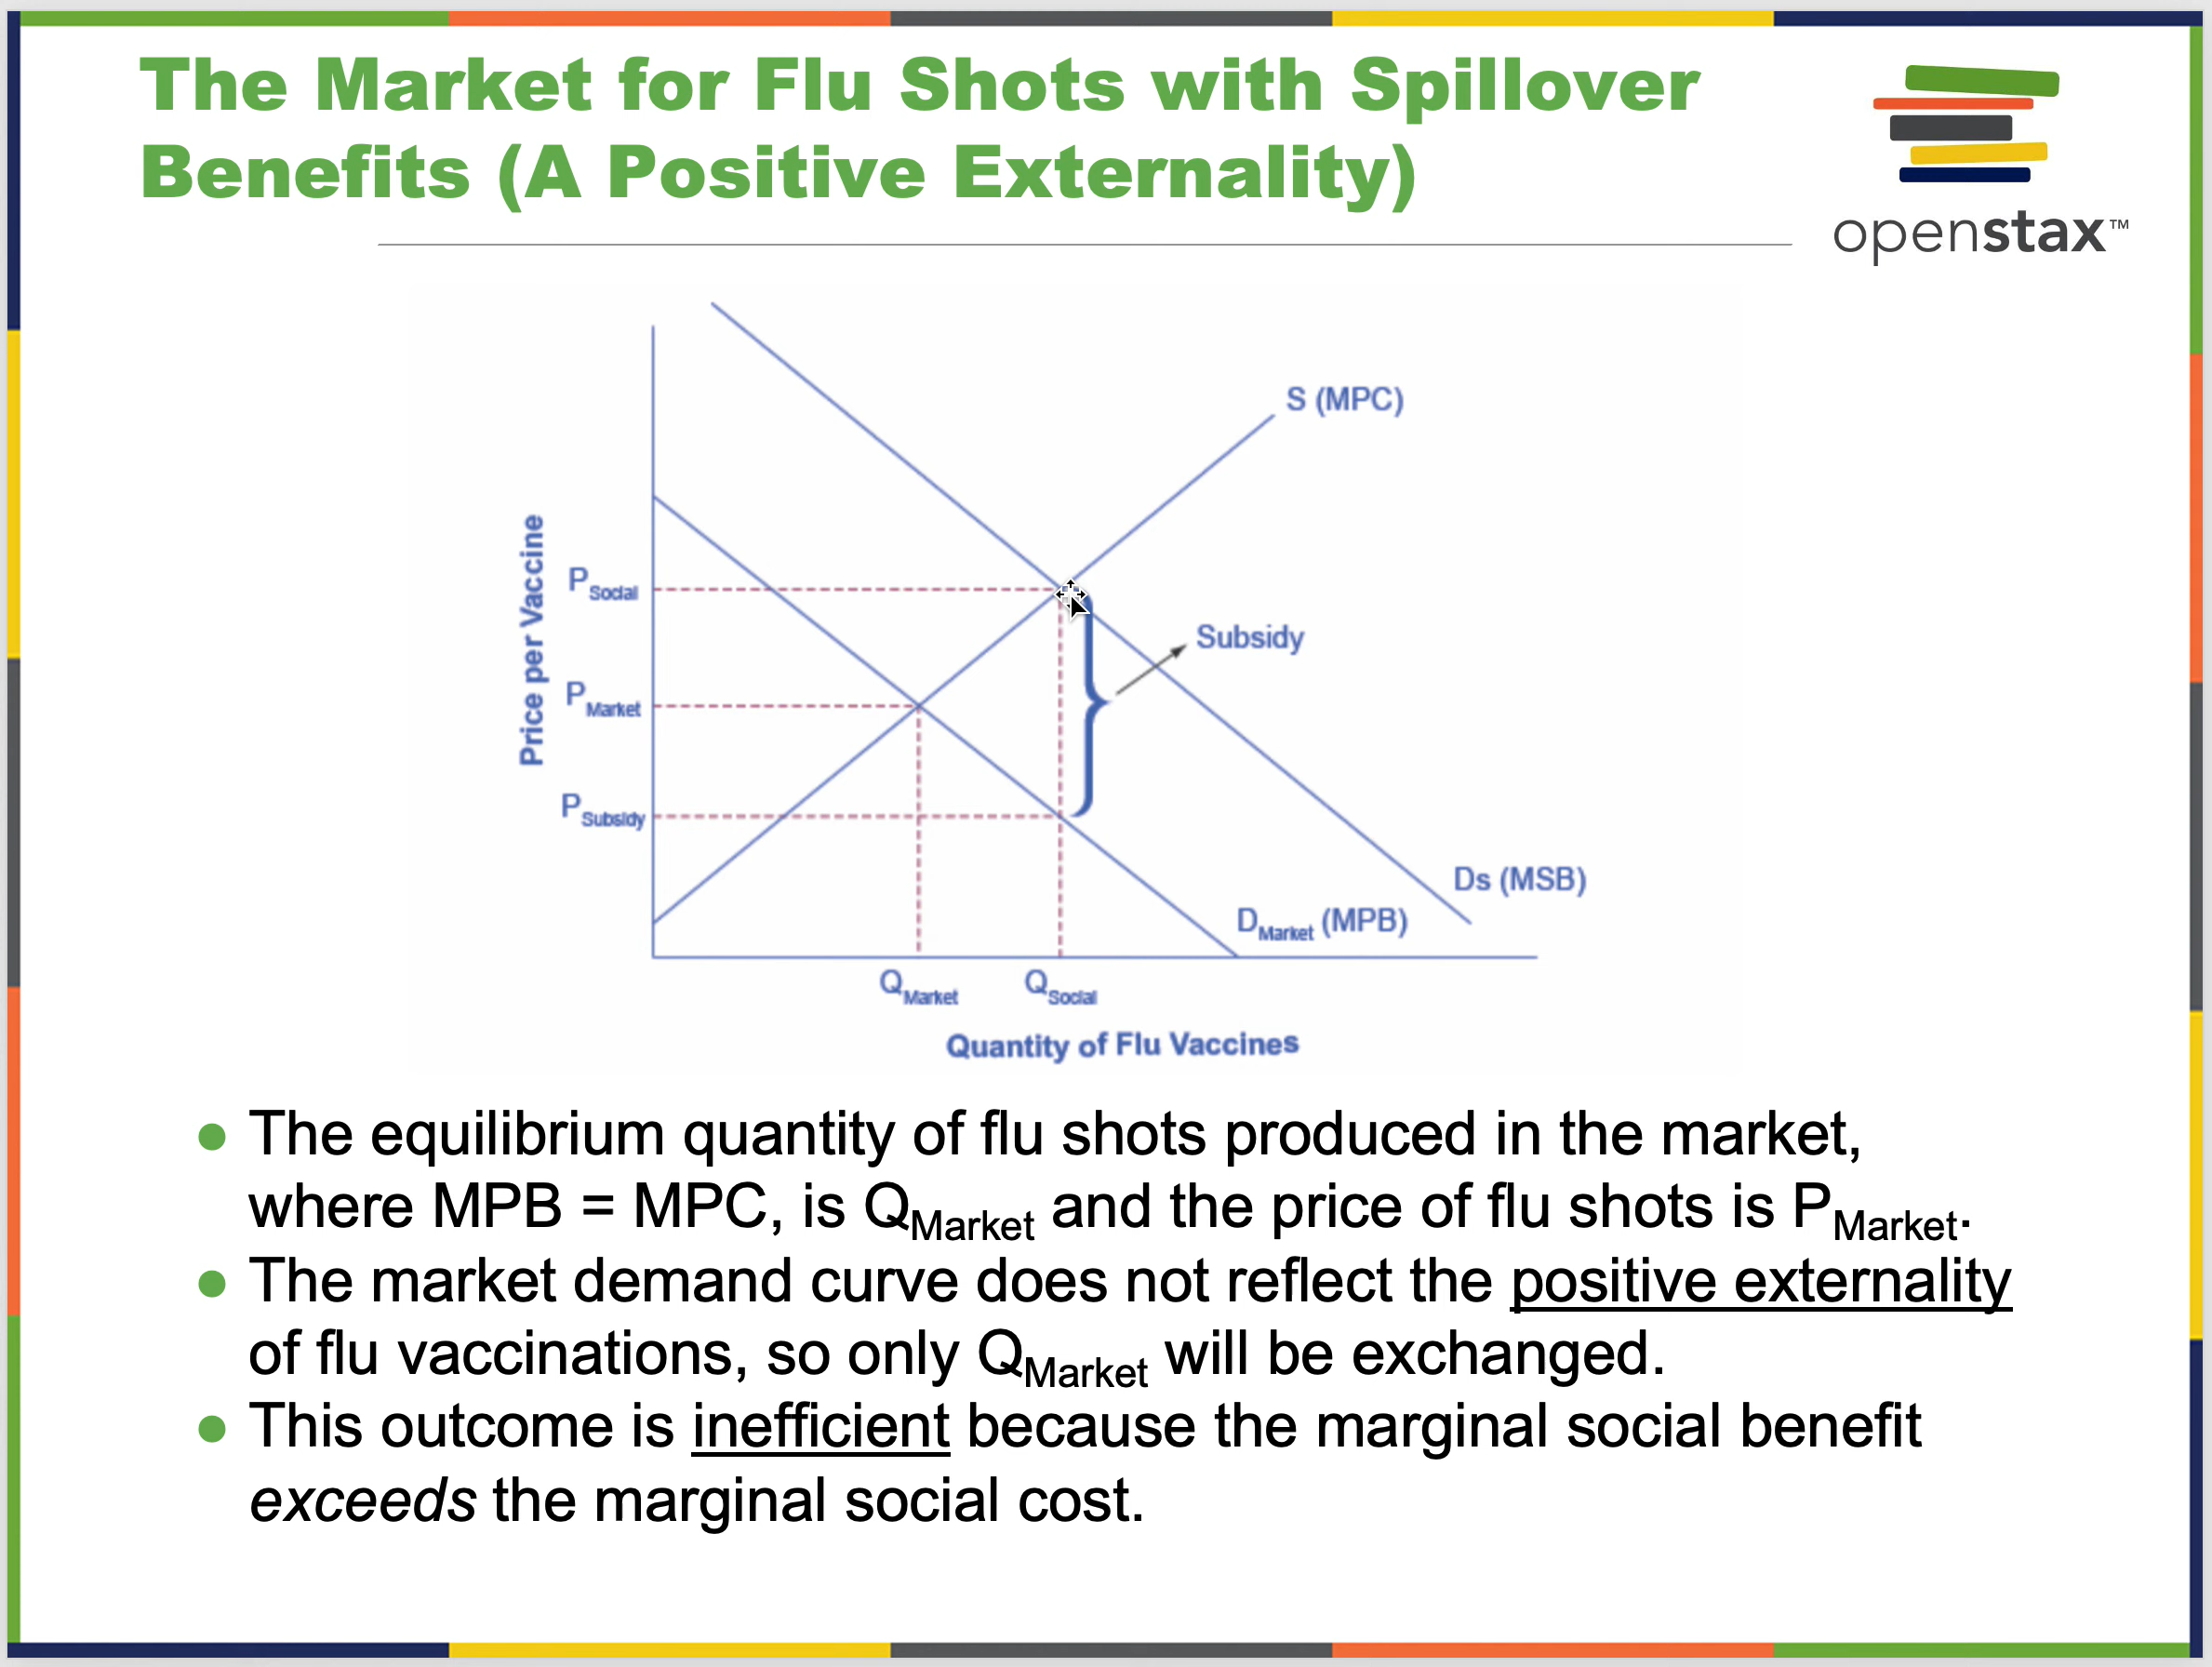 The Market for Flu Shots with Spillover
Benefits (A Positive Externality)
openstax™
S (MPC)
Price per Vaccine
P Social
Subsidy
P Market
P Subsidy
Ds (MSB)
D Market (MPB)
Q Market
Q Social
Quantity of Flu Vaccines
● The equilibrium quantity of flu shots produced in the market,
where MPB = MPC, is QMarket and the price of flu shots is PMarket.
● The market demand curve does not reflect the positive externality
of flu vaccinations, so only QMarket will be exchanged.
● This outcome is inefficient because the marginal social benefit
exceeds the marginal social cost.